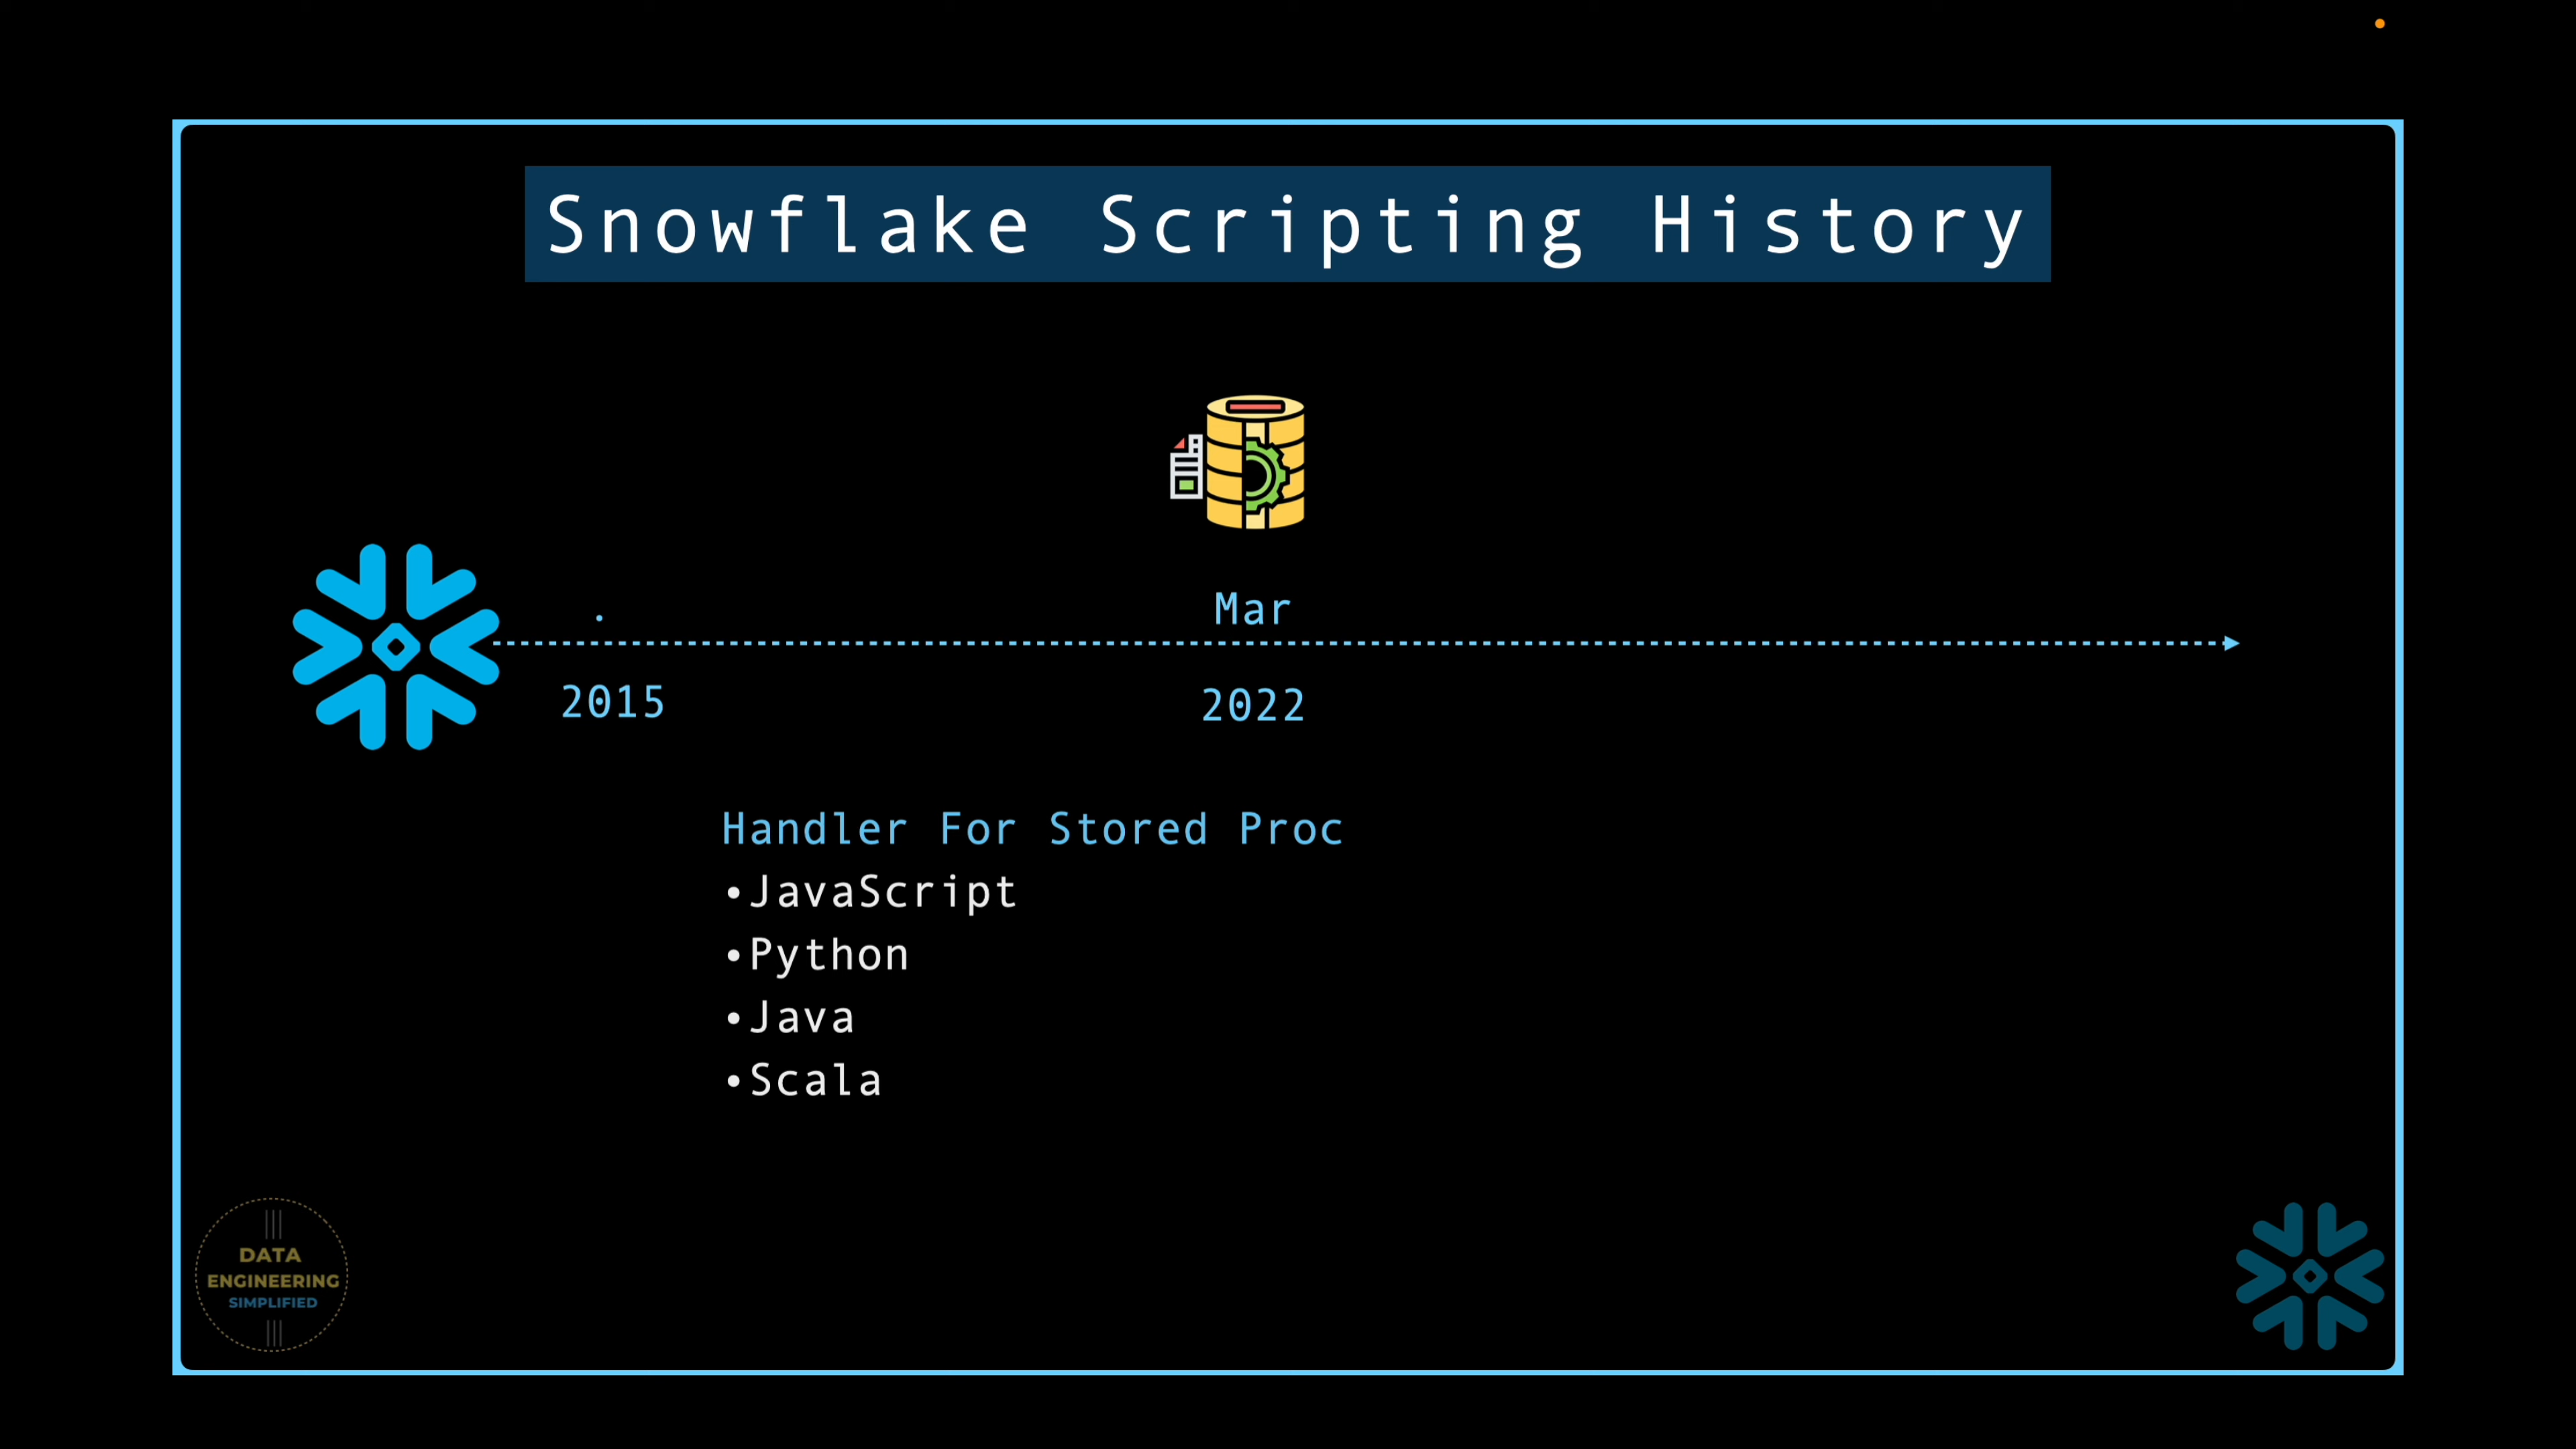 Snowflake Scripting History
.
Mar
2015
2022
Handler For Stored Proc
•JavaScript
•Python
•Java
•Scala
DATA
ENGINEERING
SIMPLIFIED